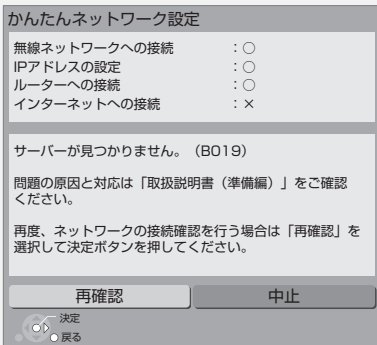 かんたんネットワーク設定
無線ネットワークへの接続 ：○
IPアドレスの設定 ：○
ルーターへの接続 ：○
インターネットへの接続 ：×
サーバーが見つかりません。（B019）
問題の原因と対応は「取扱説明書（準備編）」をご確認
ください。
再度、ネットワークの接続確認を行う場合は「再確認」を
選択して決定ボタンを押してください。
再確認 中止
決定
戻る